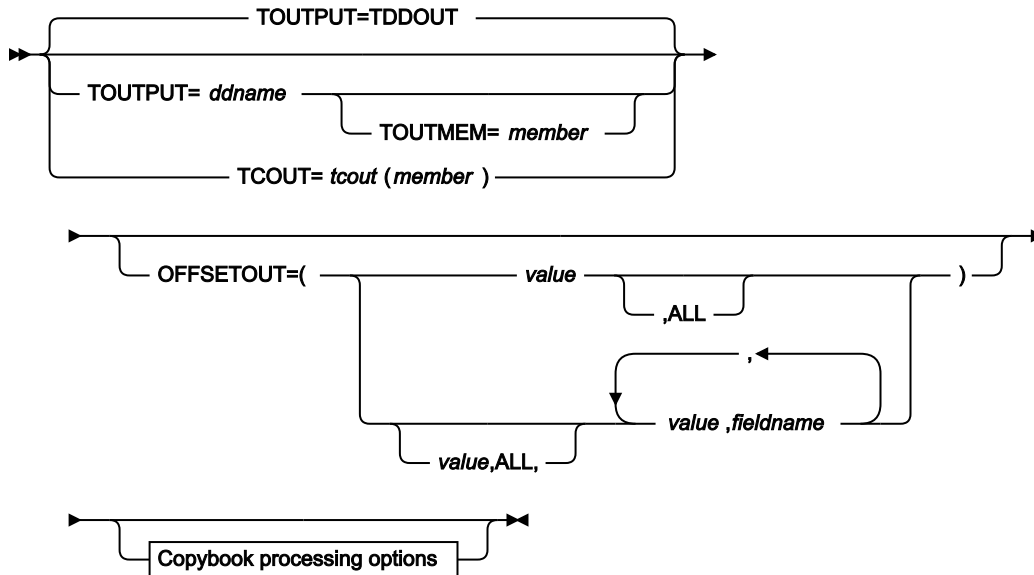 TOUTPUT=TDDOUT
TOUTPUT= ddname
TOUTMEM= member
TCOUT= tcout (member )
OFFSETOUT=( value )
,ALL
,
value ,fieldname
value,ALL,
Copybook processing options